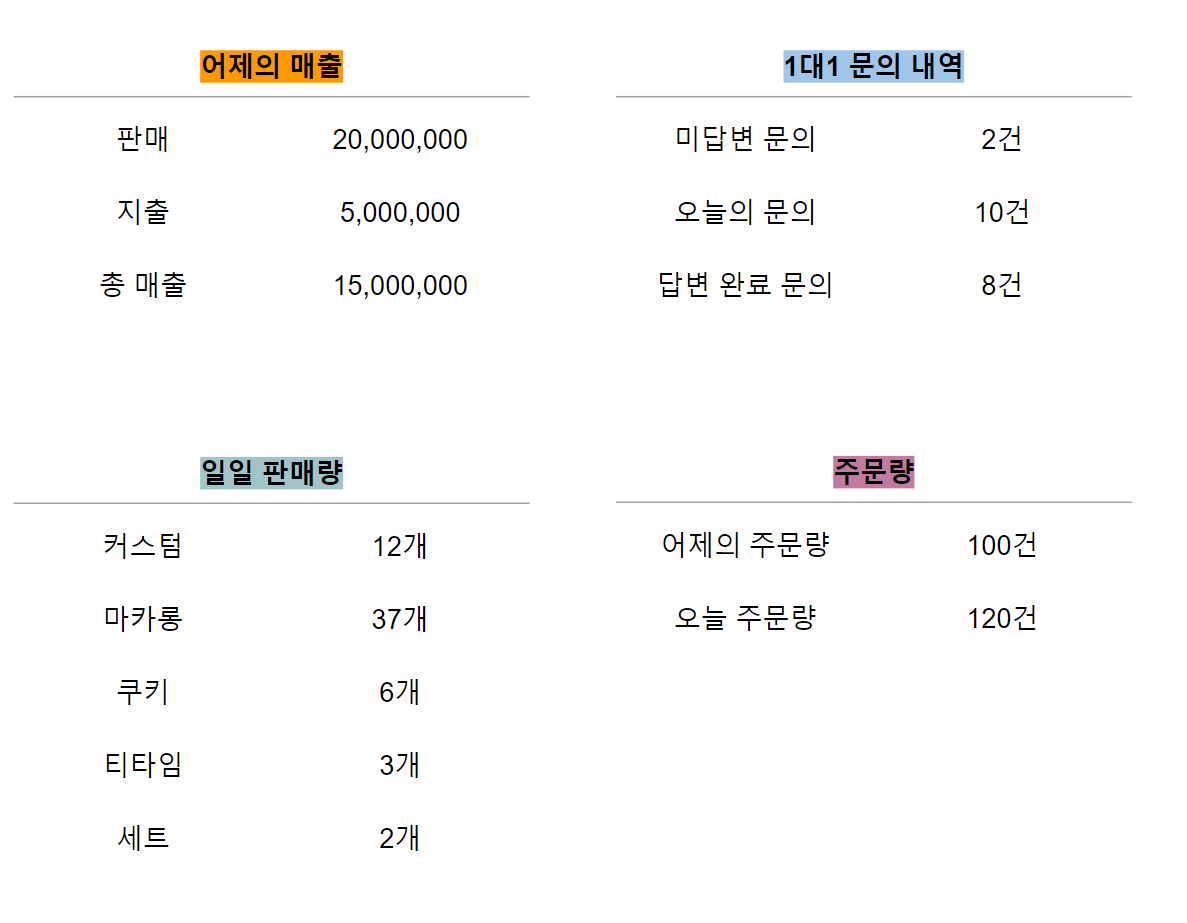 어제의 매출
판매 20,000,000
지출 5,000,000
총 매출 15,000,000
1대1 문의 내역
미답변 문의 2건
오늘의 문의 10건
답변 완료 문의 8건
일일 판매량
커스텀 12개
마카롱 37개
쿠키 6개
티타임 3개
세트 2개
주문량
어제의 주문량 100건
오늘 주문량 120건